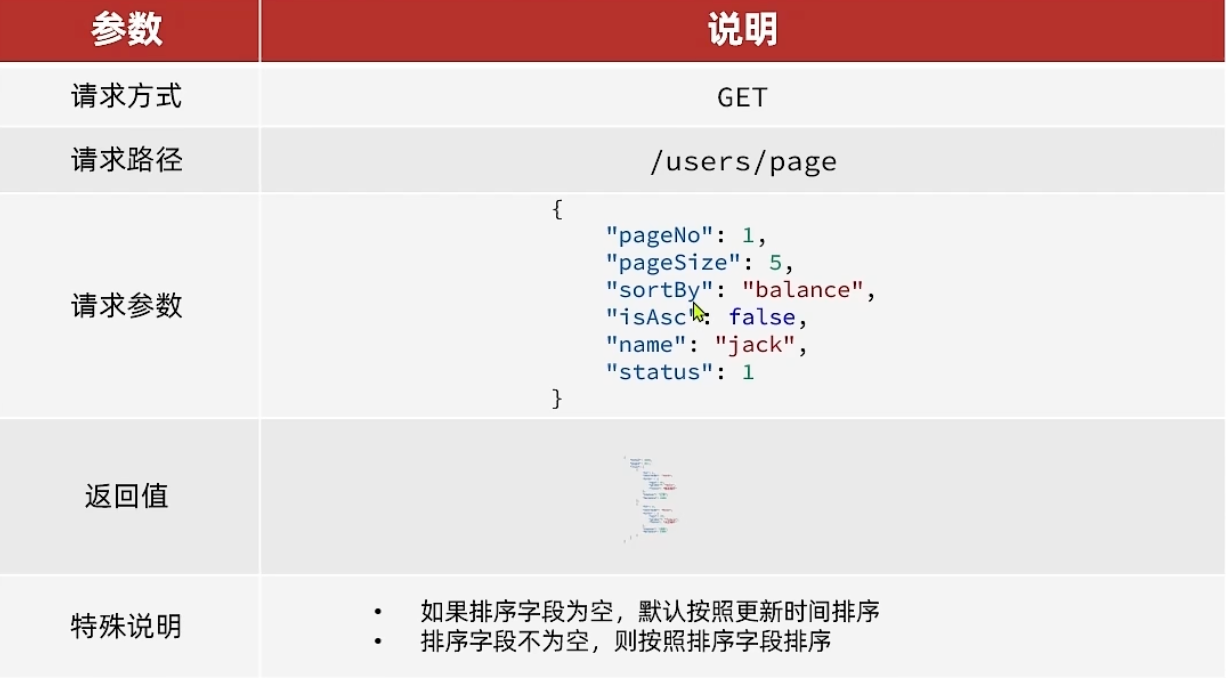 参数 说明
请求方式 GET
请求路径 /users/page
请求参数
{
"pageNo": 1,
"pageSize": 5,
"sortBy": "balance",
"isAsc": false,
"name": "jack",
"status": 1
}
返回值
特殊说明
• 如果排序字段为空，默认按照更新时间排序
• 排序字段不为空，则按照排序字段排序